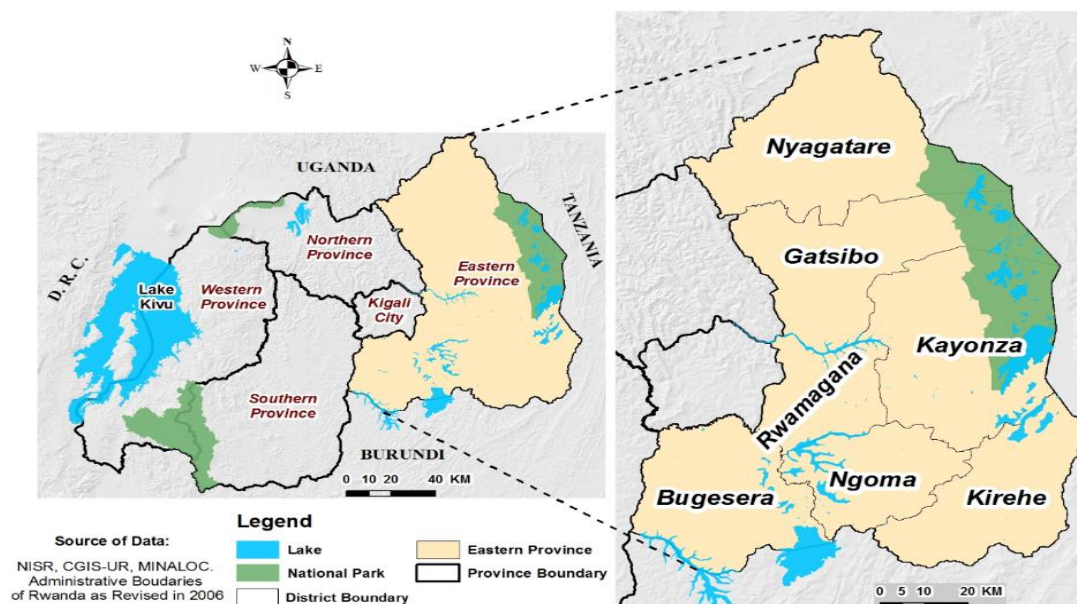 N
W
E
S
UGANDA
TANZANIA
D. R. C.
Northern
Province
Eastern
Province
Lake
Kivu
Western
Province
Kigali
City
Southern
Province
BURUNDI
0 10 20 40 KM
Nyagatare
Gatsibo
Kayonza
Rwamagana
Ngoma
Bugesera
Kirehe
0 5 10 20 KM
Legend
Lake
National Park
District Boundary
Eastern Province
Province Boundary
Source of Data:
NISR, CGIS-UR, MINALOC.
Administrative Boudaries
of Rwanda as Revised in 2006